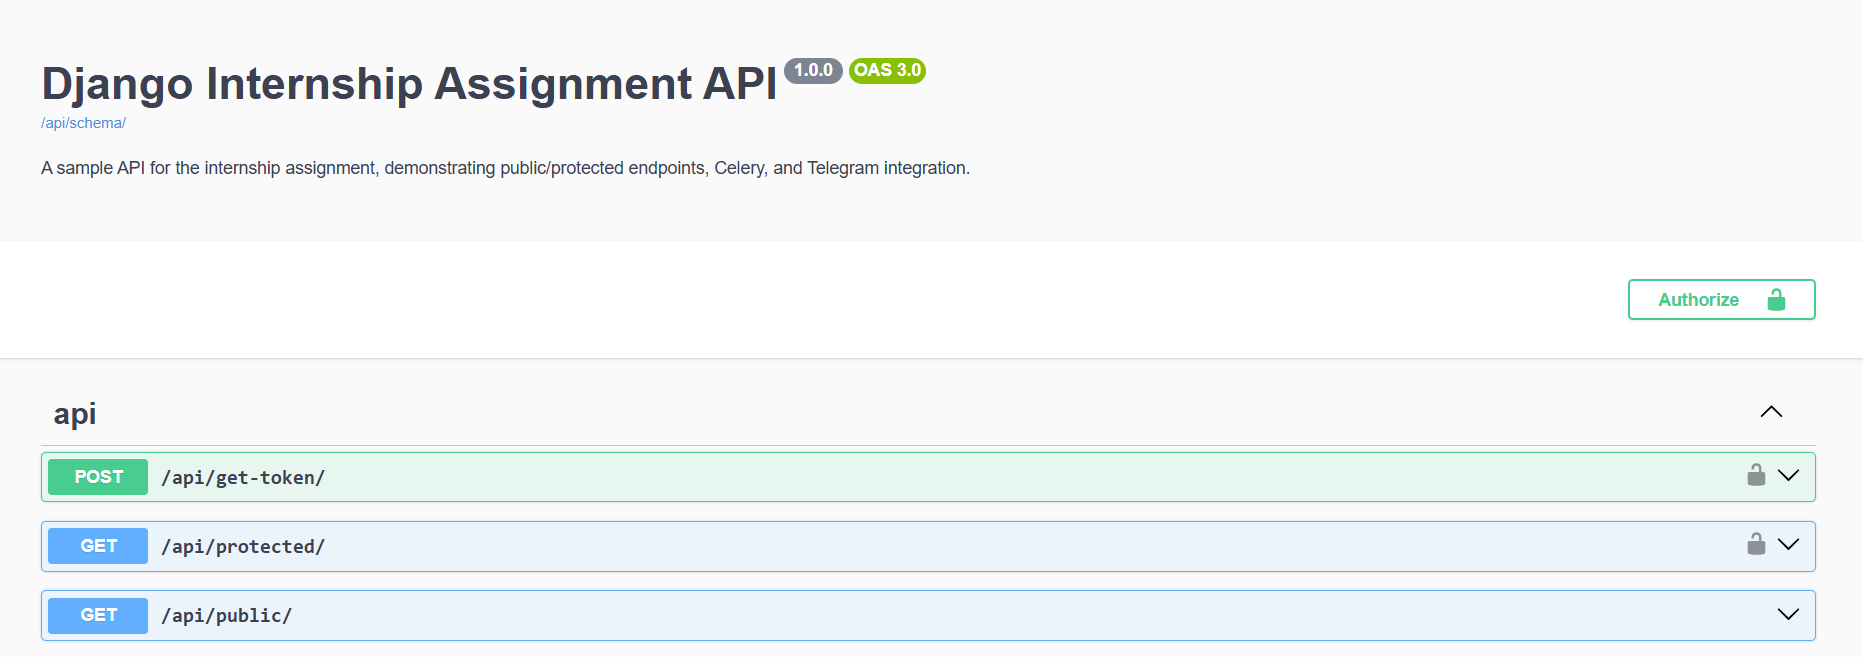 Django Internship Assignment API 1.0.0 OAS 3.0
/api/schema/
A sample API for the internship assignment, demonstrating public/protected endpoints, Celery, and Telegram integration.
Authorize
api
POST /api/get-token/
GET /api/protected/
GET /api/public/